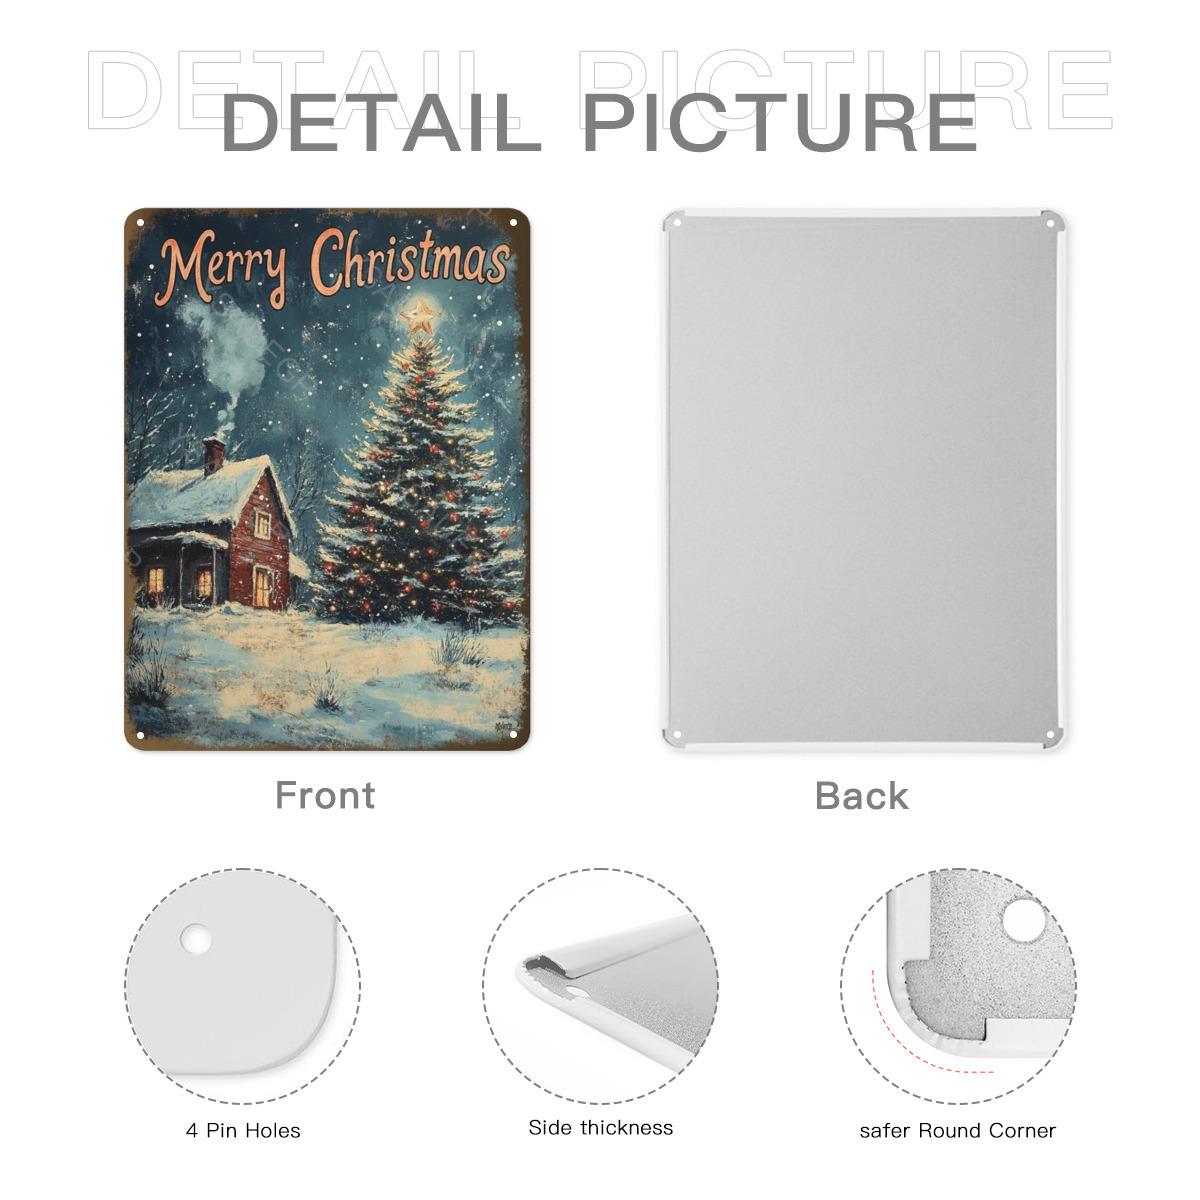 DETAIL PICTURE
DETAIL PICTURE
Merry Christmas
Front
Back
4 Pin Holes
Side thickness
safer Round Corner